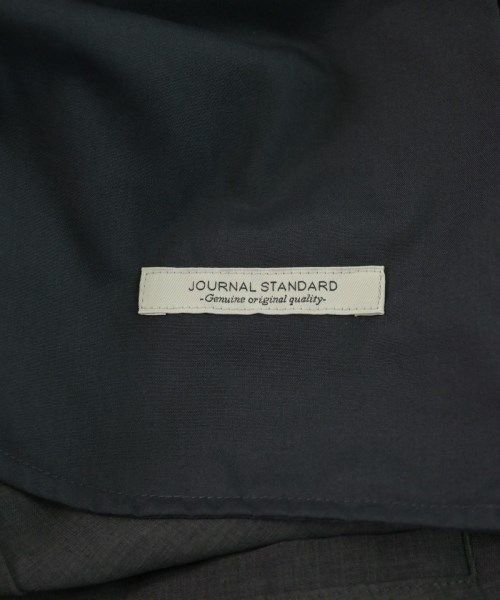 JOURNAL STANDARD
-Genuine original quality-